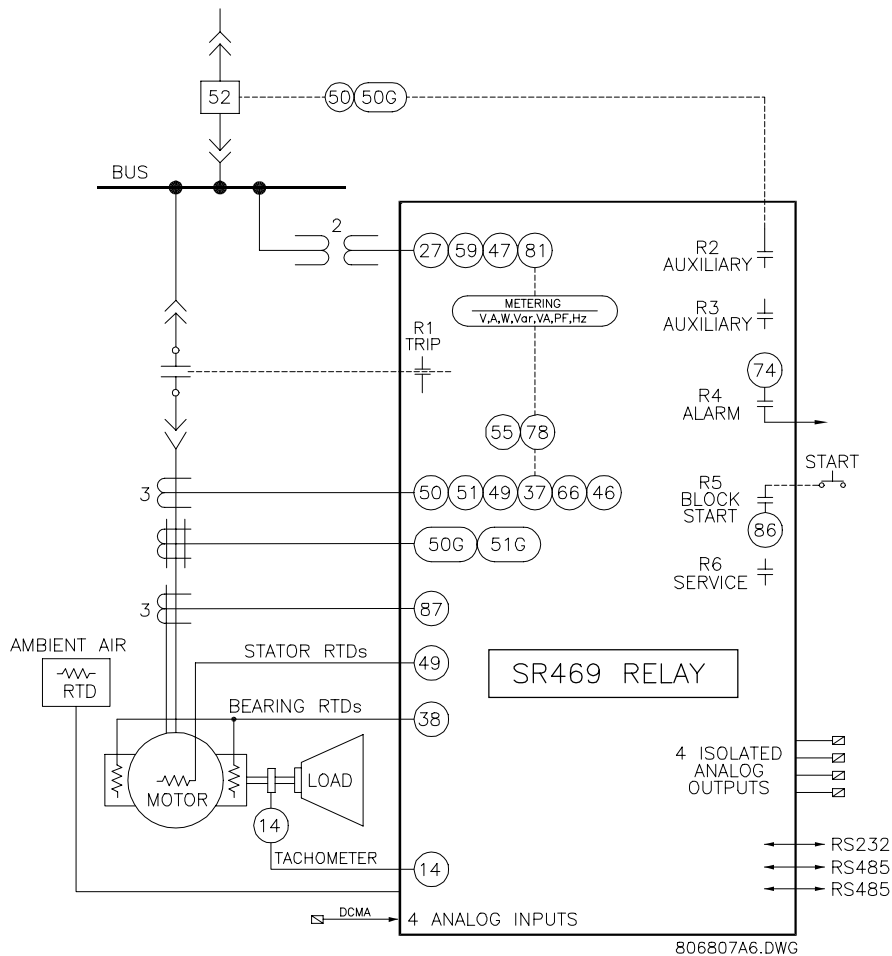 52
50 50G
BUS
2
27 59 47 81
R2
AUXILIARY
METERING
V,A,W,Var,VA,PF,Hz
R3
AUXILIARY
R1
TRIP
74
R4
ALARM
55 78
START
3
50 51 49 37 66 46
R5
BLOCK
START
86
50G 51G
R6
SERVICE
3
87
AMBIENT AIR
RTD
STATOR RTDs
49
SR469 RELAY
BEARING RTDs
38
MOTOR
LOAD
4 ISOLATED
ANALOG
OUTPUTS
14
TACHOMETER
14
RS232
RS485
RS485
DCMA
4 ANALOG INPUTS
806807A6.DWG